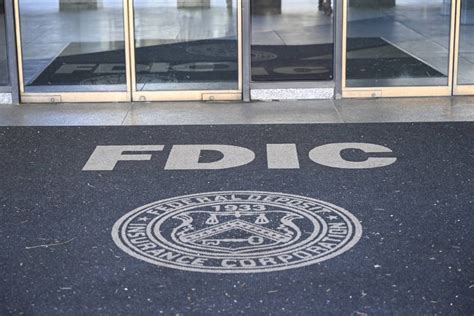 FDIC
FDIC
FEDERAL DEPOSIT
1933
INSURANCE CORPORATION